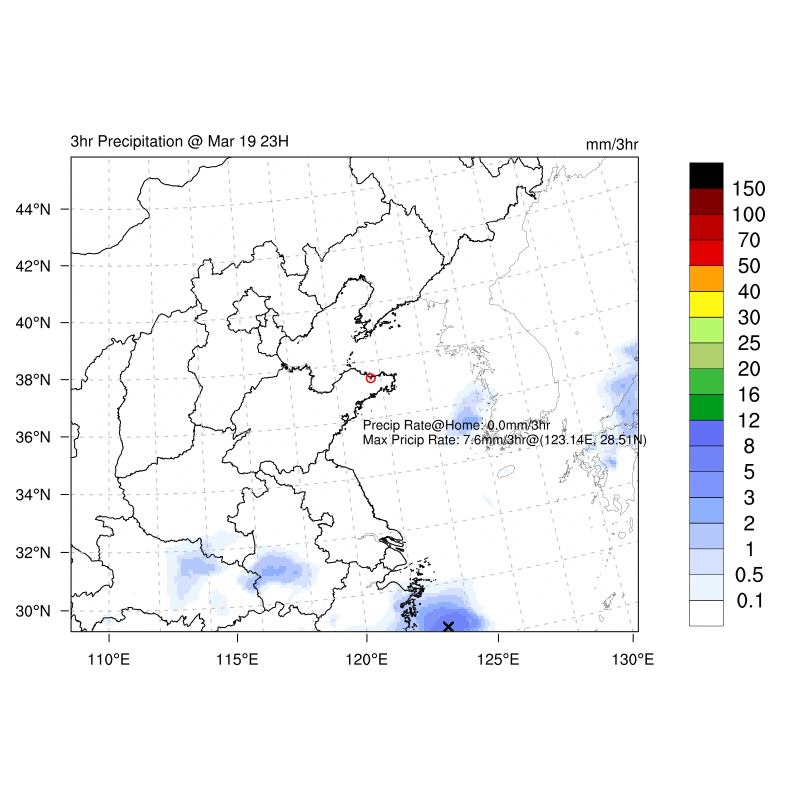 3hr Precipitation @ Mar 19 23H
mm/3hr
44°N
42°N
40°N
38°N
36°N
34°N
32°N
30°N
110°E
115°E
120°E
125°E
130°E
Precip Rate@Home: 0.0mm/3hr
Max Pricip Rate: 7.6mm/3hr@(123.14E, 28.51N)
150
100
70
50
40
30
25
20
16
12
8
5
3
2
1
0.5
0.1